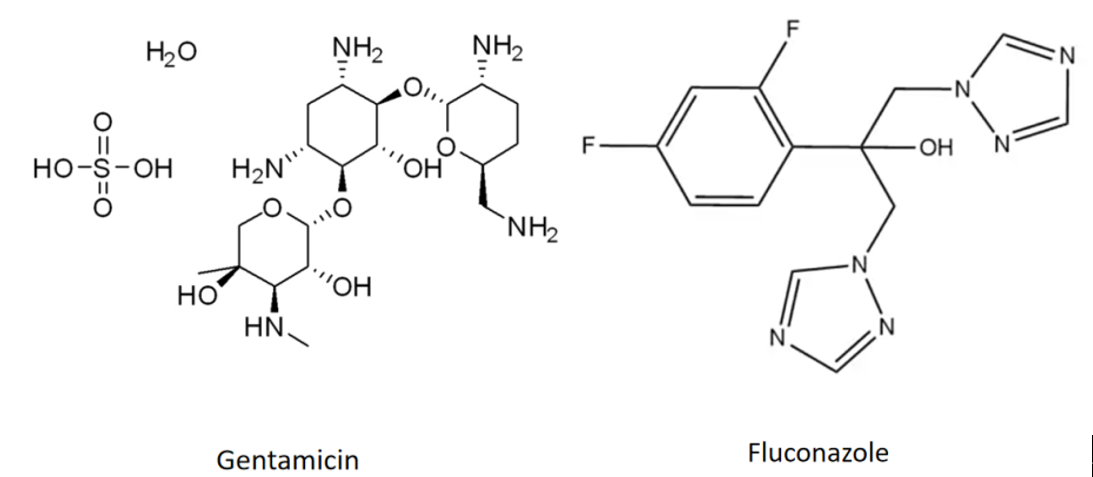 H₂O
O
HO-S-OH
O
NH₂
NH₂
O
O
H₂N
OH
O
O
NH₂
HO
OH
HN
F
F
N
N
N
OH
N
N
N
Gentamicin
Fluconazole